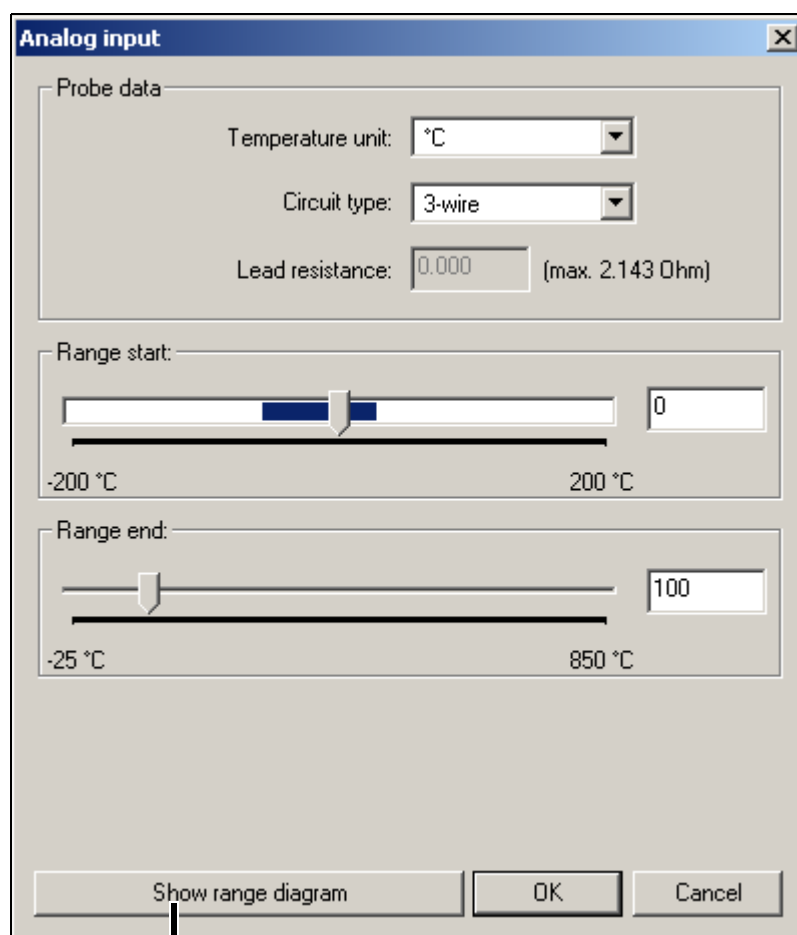 Analog input
Probe data
Temperature unit: °C
Circuit type: 3-wire
Lead resistance: 0.000 (max. 2.143 Ohm)
Range start:
0
-200 °C 200 °C
Range end:
100
-25 °C 850 °C
Show range diagram OK Cancel